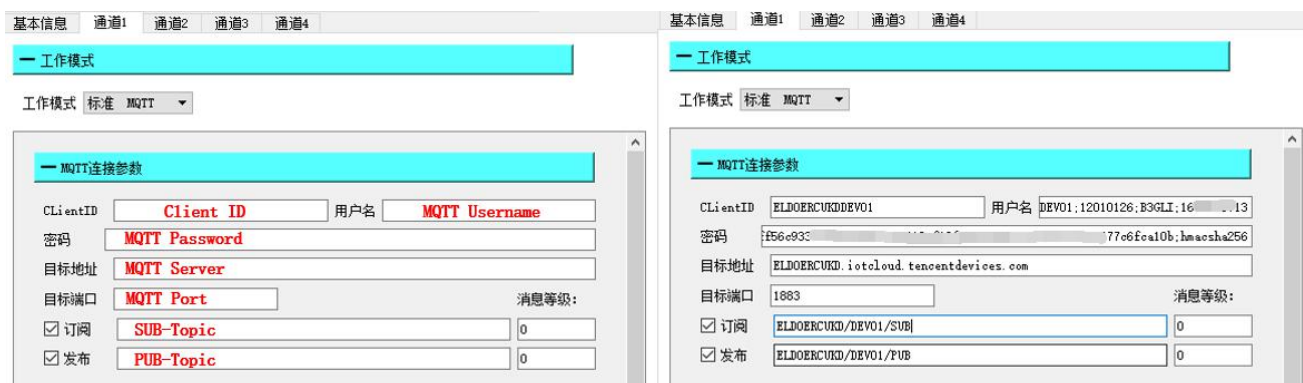 基本信息 通道1 通道2 通道3 通道4
一 工作模式
工作模式 标准 MQTT
一 MQTT连接参数
CLientID Client ID 用户名 MQTT Username
密码 MQTT Password
目标地址 MQTT Server
目标端口 MQTT Port 消息等级:
订阅 SUB-Topic 0
发布 PUB-Topic 0
基本信息 通道1 通道2 通道3 通道4
一 工作模式
工作模式 标准 MQTT
一 MQTT连接参数
CLientID ELDOERCUKDDEV01 用户名 DEV01;12010126;B3GLI;16 13
密码 f56c933 77c6fca10b;hmacsha256
目标地址 ELDOERCUKD.iotcloud.tencentdevices.com
目标端口 1883 消息等级:
订阅 ELDOERCUKD/DEV01/SUB 0
发布 ELDOERCUKD/DEV01/PUB 0